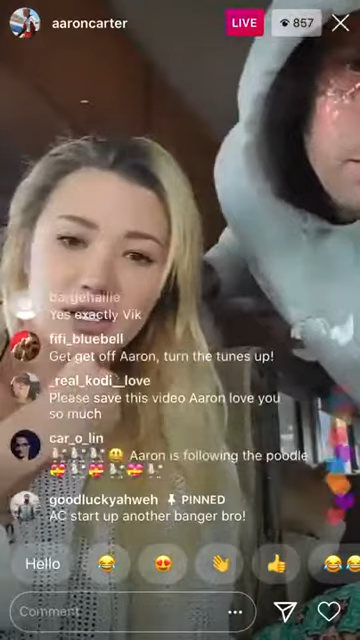 aaroncarter
LIVE
857
bargehallie
Yes exactly Vik
fifi_bluebell
Get get off Aaron, turn the tunes up!
_real_kodi__love
Please save this video Aaron love you
so much
car_o_lin
Aaron is following the poodle
goodluckyahweh PINNED
AC start up another banger bro!
Hello
Comment